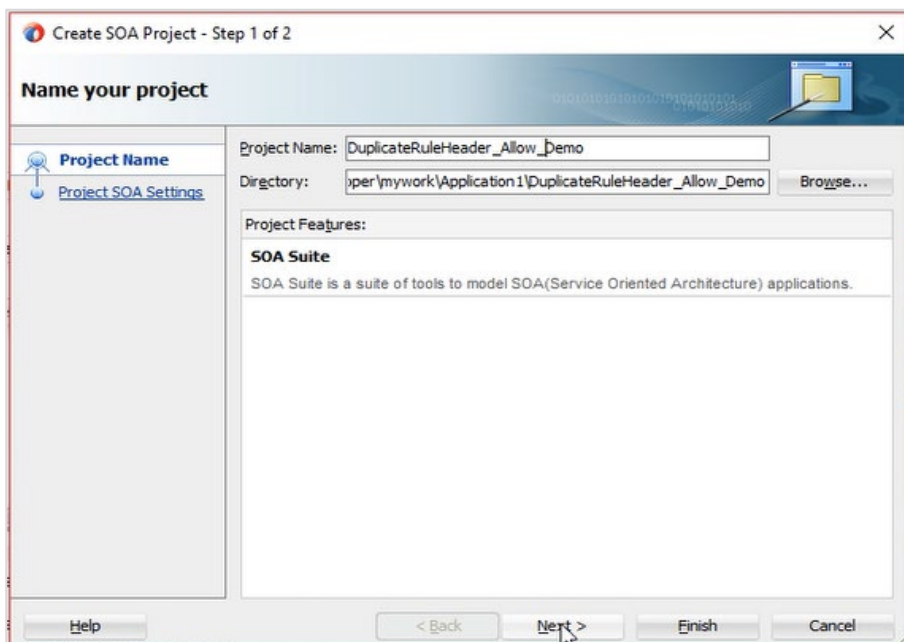 Create SOA Project - Step 1 of 2
Name your project
Project Name
Project SOA Settings
Project Name: DuplicateRuleHeader_Allow_Demo
Directory: oper\mywork\Application1\DuplicateRuleHeader_Allow_Demo Browse...
Project Features:
SOA Suite
SOA Suite is a suite of tools to model SOA(Service Oriented Architecture) applications.
Help < Back Next > Finish Cancel